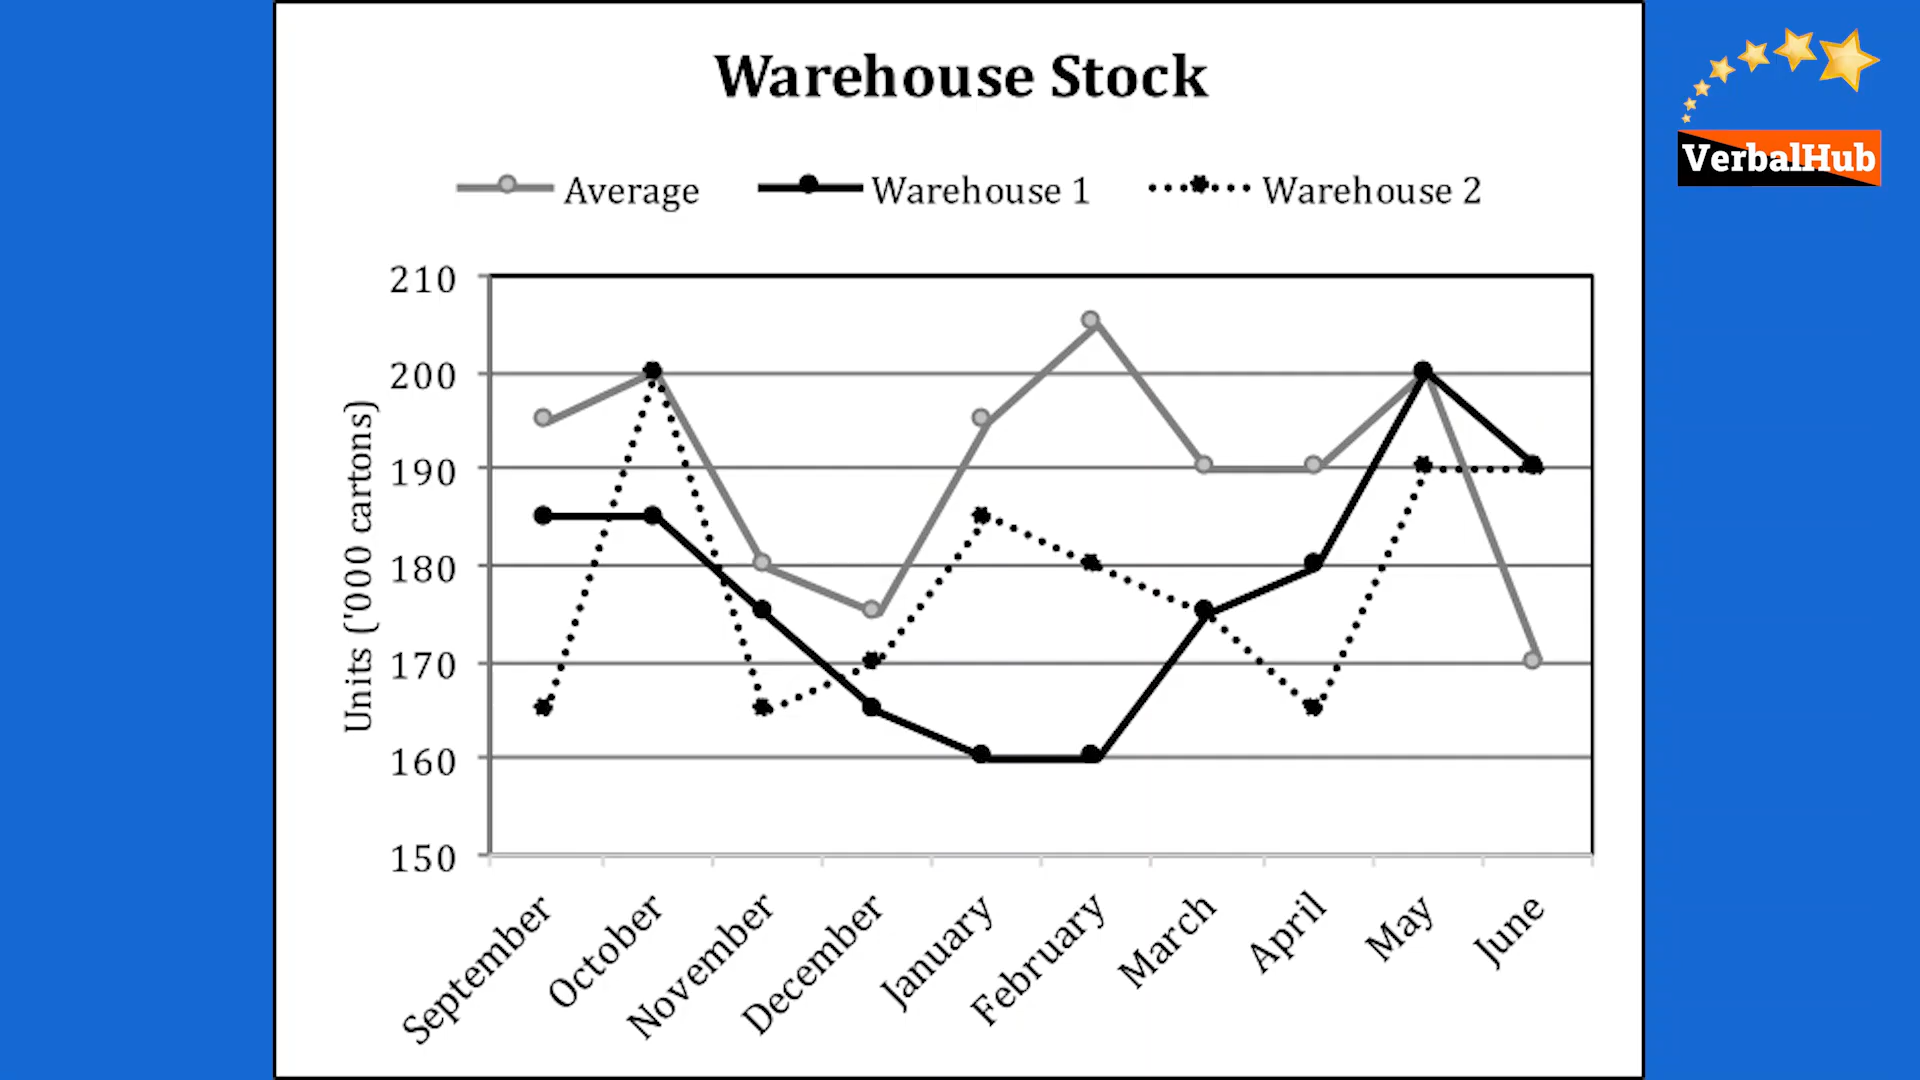 Warehouse Stock
VerbalHub
Average Warehouse 1 Warehouse 2
210
200
190
180
170
160
150
Units ('000 cartons)
September October November December January February March April May June